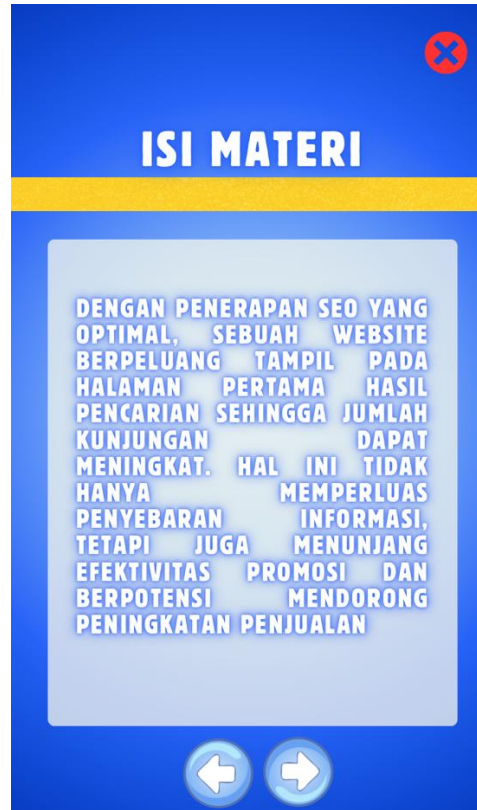 ISI MATERI
DENGAN PENERAPAN SEO YANG
OPTIMAL, SEBUAH WEBSITE
BERPELUANG TAMPIL PADA
HALAMAN PERTAMA HASIL
PENCARIAN SEHINGGA JUMLAH
KUNJUNGAN DAPAT
MENINGKAT. HAL INI TIDAK
HANYA MEMPERLUAS
PENYEBARAN INFORMASI,
TETAPI JUGA MENUNJANG
EFEKTIVITAS PROMOSI DAN
BERPOTENSI MENDORONG
PENINGKATAN PENJUALAN